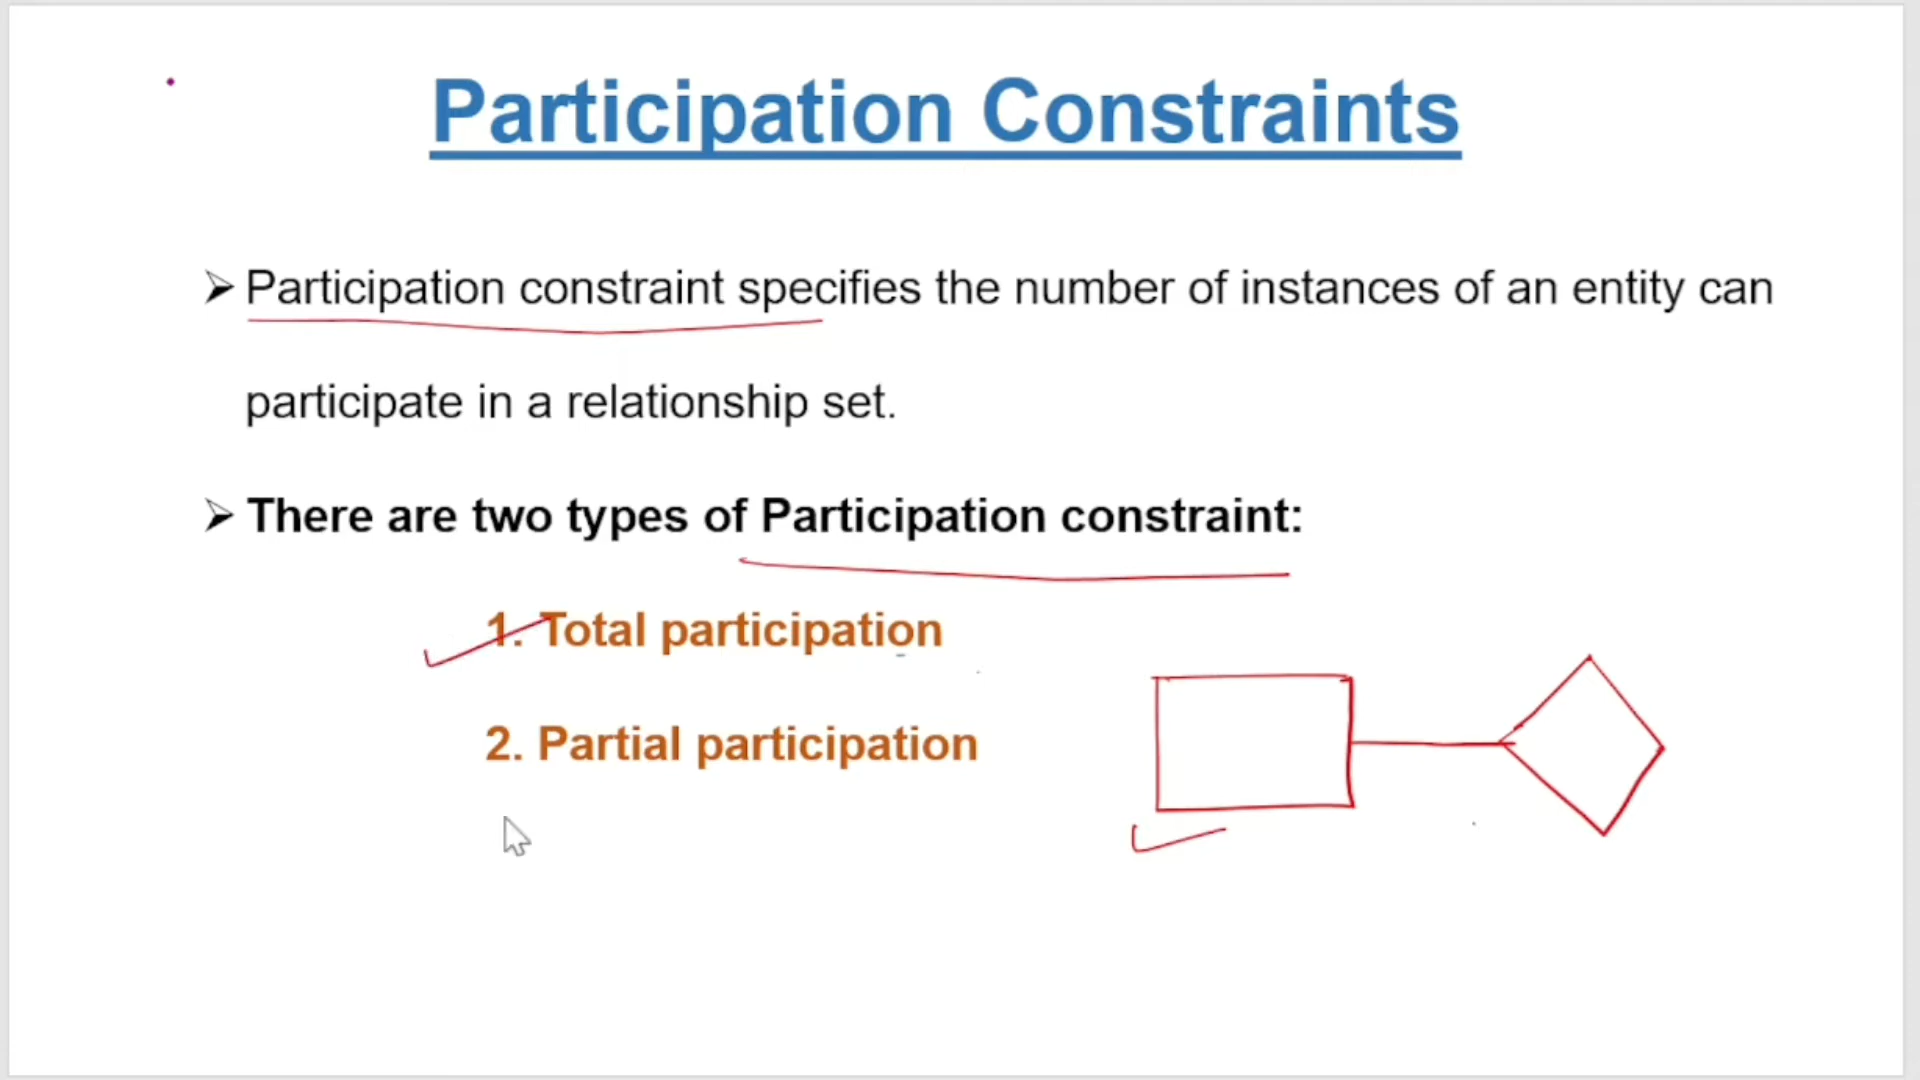 Participation Constraints
➢ Participation constraint specifies the number of instances of an entity can
participate in a relationship set.
➢ There are two types of Participation constraint:
1. Total participation
2. Partial participation